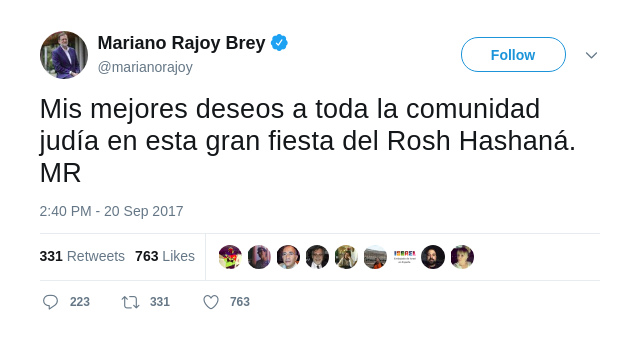 Mariano Rajoy Brey
@marianorajoy
Follow
Mis mejores deseos a toda la comunidad
judía en esta gran fiesta del Rosh Hashaná.
MR
2:40 PM - 20 Sep 2017
331 Retweets 763 Likes
223 331 763